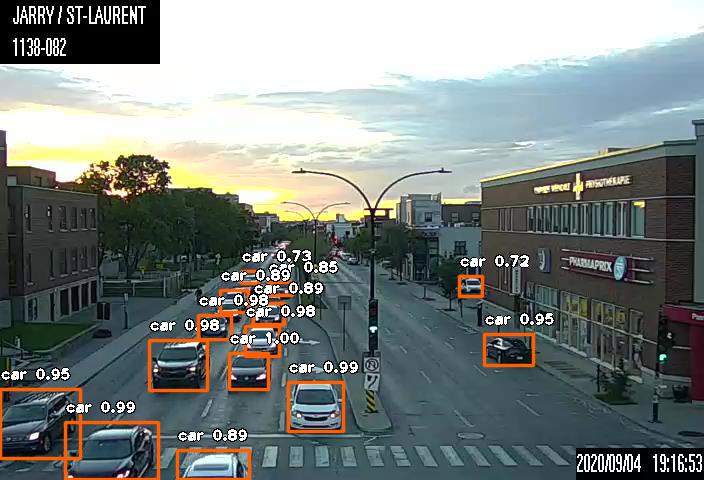 JARRY / ST-LAURENT
1138-082
PHYSIOTHERAPIE
PHARMAPRIX
car 0.73
car 0.85
car 0.89
car 0.72
car 0.89
car 0.98
car 0.98
car 0.95
car 0.98
car 1.00
car 0.99
car 0.95
car 0.99
car 0.89
2020/09/04 19:16:53